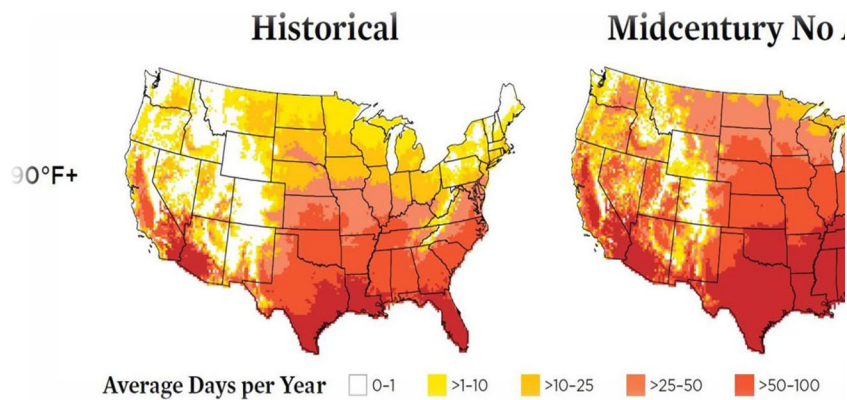 Historical
Midcentury No
90°F+
Average Days per Year 0-1 >1-10 >10-25 >25-50 >50-100